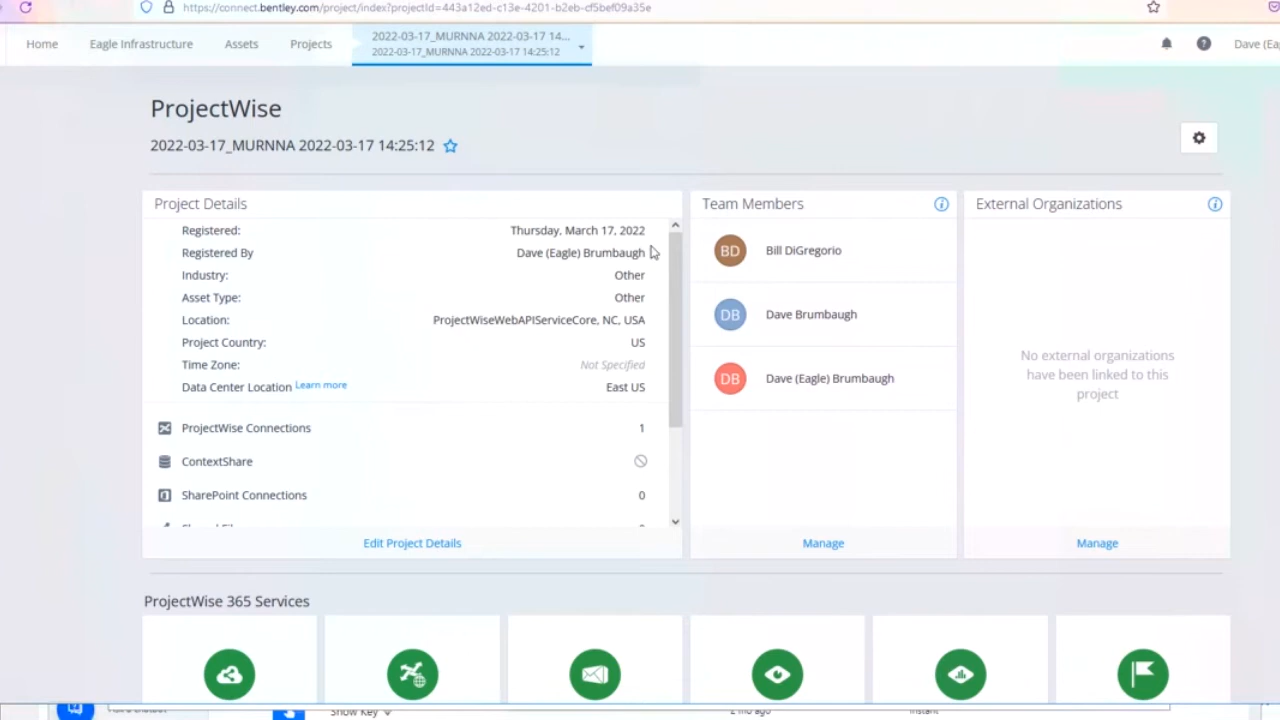 https://connect.bentley.com/project/index?projectId=443a12ed-c13e-4201-b2eb-cf5bef09a35e
Home
Eagle Infrastructure
Assets
Projects
2022-03-17_MURNNA 2022-03-17 14...
2022-03-17_MURNNA 2022-03-17 14:25:12
Dave (Ea
ProjectWise
2022-03-17_MURNNA 2022-03-17 14:25:12
Project Details
Registered: Thursday, March 17, 2022
Registered By Dave (Eagle) Brumbaugh
Industry: Other
Asset Type: Other
Location: ProjectWiseWebAPIServiceCore, NC, USA
Project Country: US
Time Zone: Not Specified
Data Center Location Learn more East US
ProjectWise Connections 1
ContextShare
SharePoint Connections 0
Edit Project Details
Team Members
BD Bill DiGregorio
DB Dave Brumbaugh
DB Dave (Eagle) Brumbaugh
Manage
External Organizations
No external organizations
have been linked to this
project
Manage
ProjectWise 365 Services
Show Key
2 mo ago